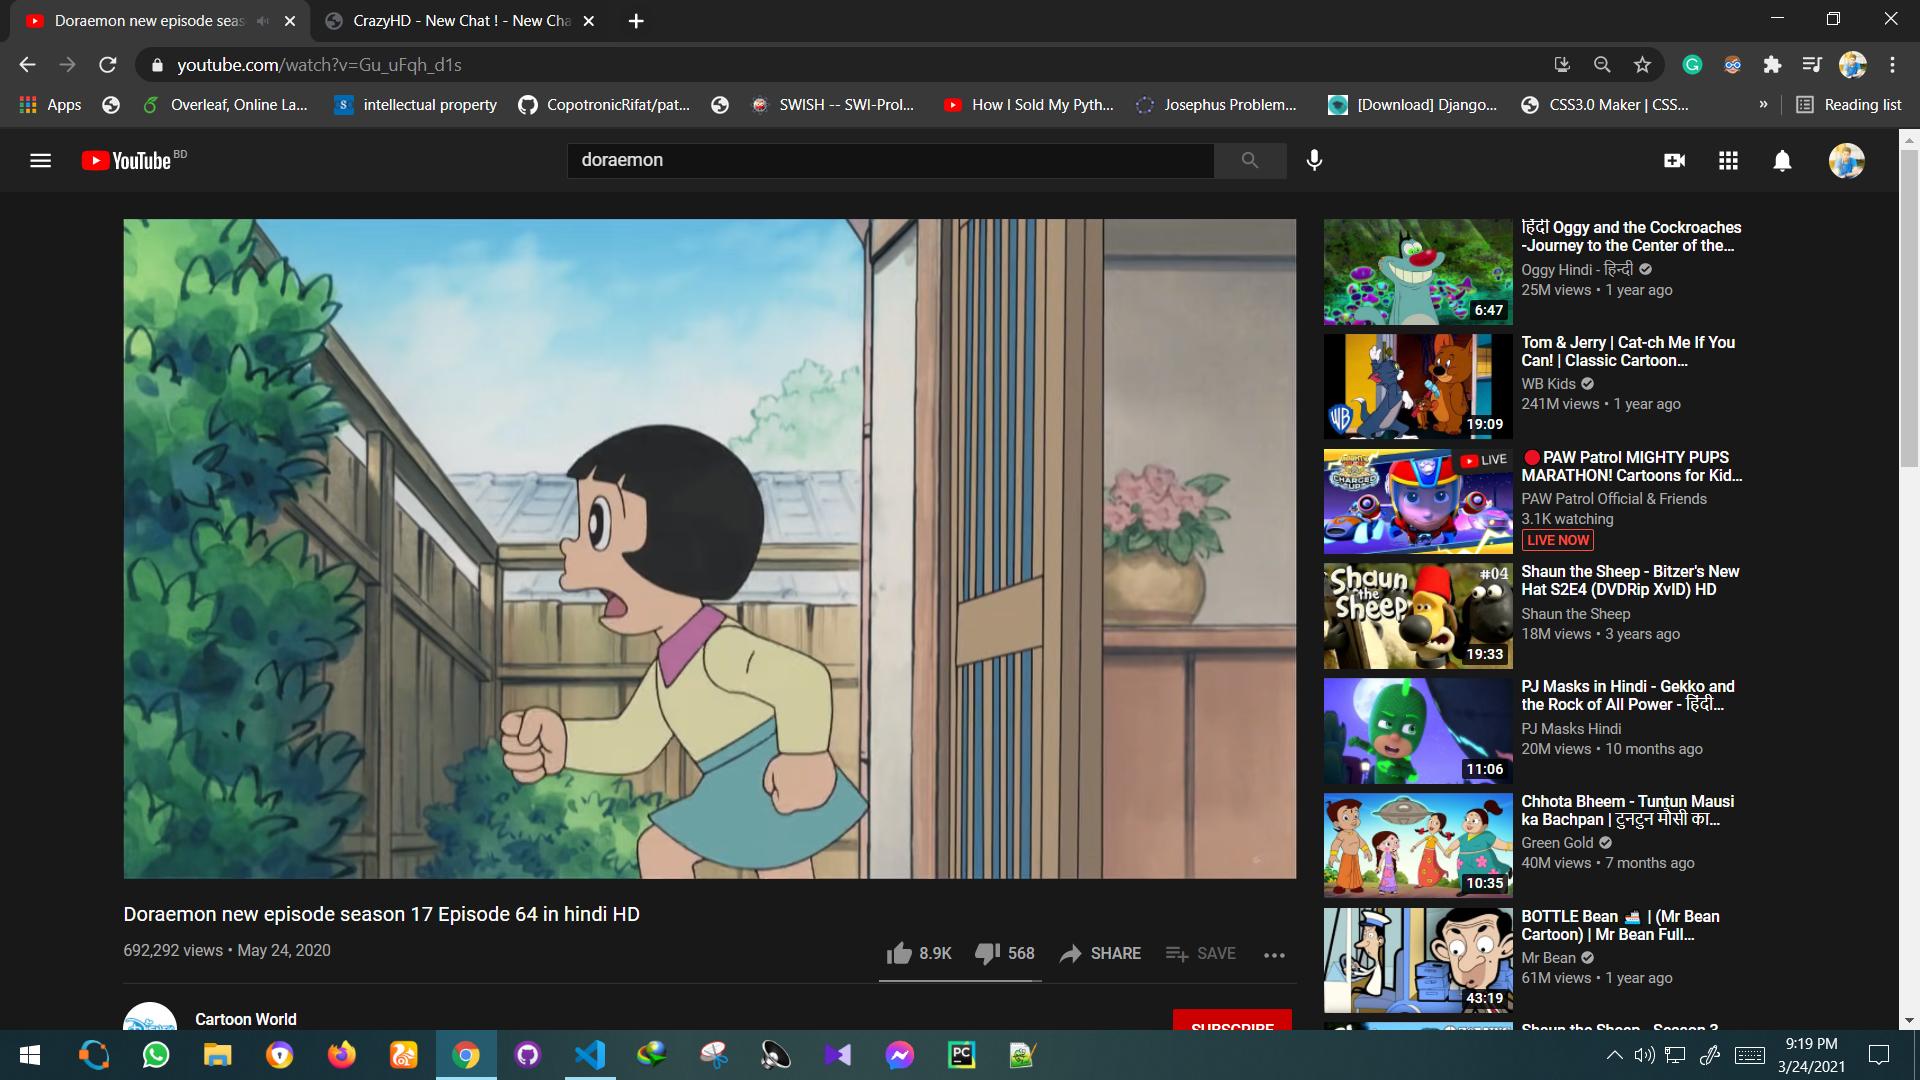 Doraemon new episode seas
CrazyHD - New Chat ! - New Cha
youtube.com/watch?v=Gu_uFqh_d1s
Apps
Overleaf, Online La...
S intellectual property
CopotronicRifat/pat...
SWISH -- SWI-Prol...
How I Sold My Pyth...
Josephus Problem...
[Download] Django...
CSS3.0 Maker | CSS...
»
Reading list
YouTube BD
doraemon
हिंदी Oggy and the Cockroaches
-Journey to the Center of the...
Oggy Hindi - हिन्दी
25M views • 1 year ago
6:47
Tom & Jerry | Cat-ch Me If You
Can! | Classic Cartoon...
WB Kids
241M views • 1 year ago
WB
19:09
LIVE
CHARGED UP
PAW Patrol MIGHTY PUPS
MARATHON! Cartoons for Kid...
PAW Patrol Official & Friends
3.1K watching
LIVE NOW
Shaun the Sheep
#04
19:33
Shaun the Sheep - Bitzer's New
Hat S2E4 (DVDRip XvID) HD
Shaun the Sheep
18M views • 3 years ago
PJ Masks in Hindi - Gekko and
the Rock of All Power - हिंदी...
PJ Masks Hindi
20M views • 10 months ago
11:06
Chhota Bheem - Tuntun Mausi
ka Bachpan | टुनटुन मौसी का...
Green Gold
40M views • 7 months ago
10:35
BOTTLE Bean | (Mr Bean
Cartoon) | Mr Bean Full...
Mr Bean
61M views • 1 year ago
43:19
Shaun the Sheep - Season 3
Doraemon new episode season 17 Episode 64 in hindi HD
692,292 views • May 24, 2020
8.9K
568
SHARE
SAVE
Cartoon World
SUBSCRIBE
PC
9:19 PM
3/24/2021